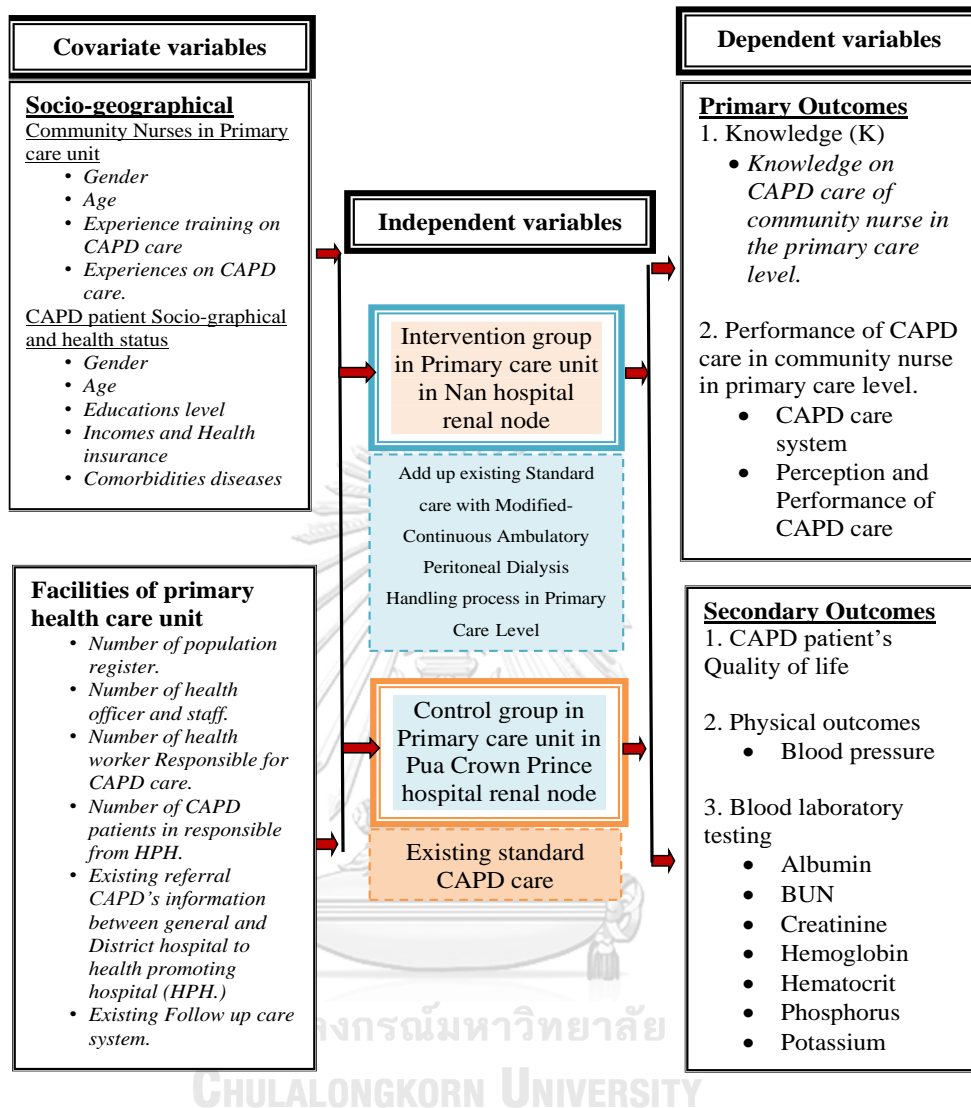 Covariate variables
Socio-geographical
Community Nurses in Primary
care unit
• Gender
• Age
• Experience training on
CAPD care
• Experiences on CAPD
care.
CAPD patient Socio-graphical
and health status
• Gender
• Age
• Educations level
• Incomes and Health
insurance
• Comorbidities diseases
Facilities of primary
health care unit
• Number of population
register.
• Number of health
officer and staff.
• Number of health
worker Responsible for
CAPD care.
• Number of CAPD
patients in responsible
from HPH.
• Existing referral
CAPD's information
between general and
District hospital to
health promoting
hospital (HPH.)
• Existing Follow up care
system.
Independent variables
Intervention group
in Primary care unit
in Nan hospital
renal node
Add up existing Standard
care with Modified-
Continuous Ambulatory
Peritoneal Dialysis
Handling process in Primary
Care Level
Control group in
Primary care unit in
Pua Crown Prince
hospital renal node
Existing standard
CAPD care
Dependent variables
Primary Outcomes
1. Knowledge (K)
• Knowledge on
CAPD care of
community nurse in
the primary care
level.
2. Performance of CAPD
care in community nurse
in primary care level.
• CAPD care
system
• Perception and
Performance of
CAPD care
Secondary Outcomes
1. CAPD patient's
Quality of life
2. Physical outcomes
• Blood pressure
3. Blood laboratory
testing
• Albumin
• BUN
• Creatinine
• Hemoglobin
• Hematocrit
• Phosphorus
• Potassium
ลงกรณ์มหาวิทยาลัย
CHULALONGKORN UNIVERSITY